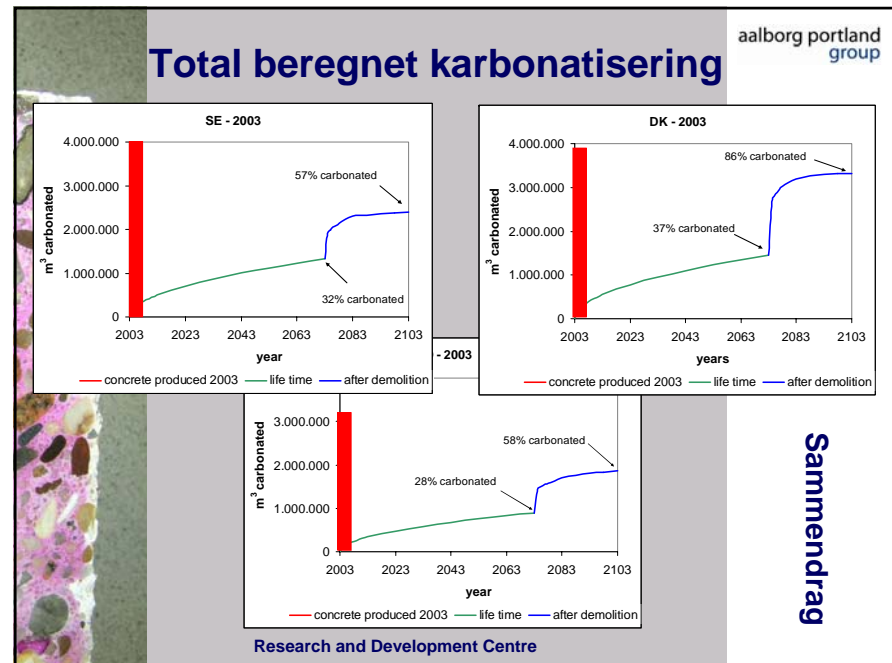 Total beregnet karbonatisering
aalborg portland
group
SE - 2003
4.000.000
3.000.000
2.000.000
1.000.000
0
m³ carbonated
57% carbonated
32% carbonated
2003 2023 2043 2063 2083 2103
year
concrete produced 2003 life time after demolition
DK - 2003
4.000.000
3.000.000
2.000.000
1.000.000
0
m³ carbonated
86% carbonated
37% carbonated
2003 2023 2043 2063 2083 2103
years
concrete produced 2003 life time after demolition
- 2003
3.000.000
2.000.000
1.000.000
0
m³ carbonated
58% carbonated
28% carbonated
2003 2023 2043 2063 2083 2103
year
concrete produced 2003 life time after demolition
Sammendrag
Research and Development Centre